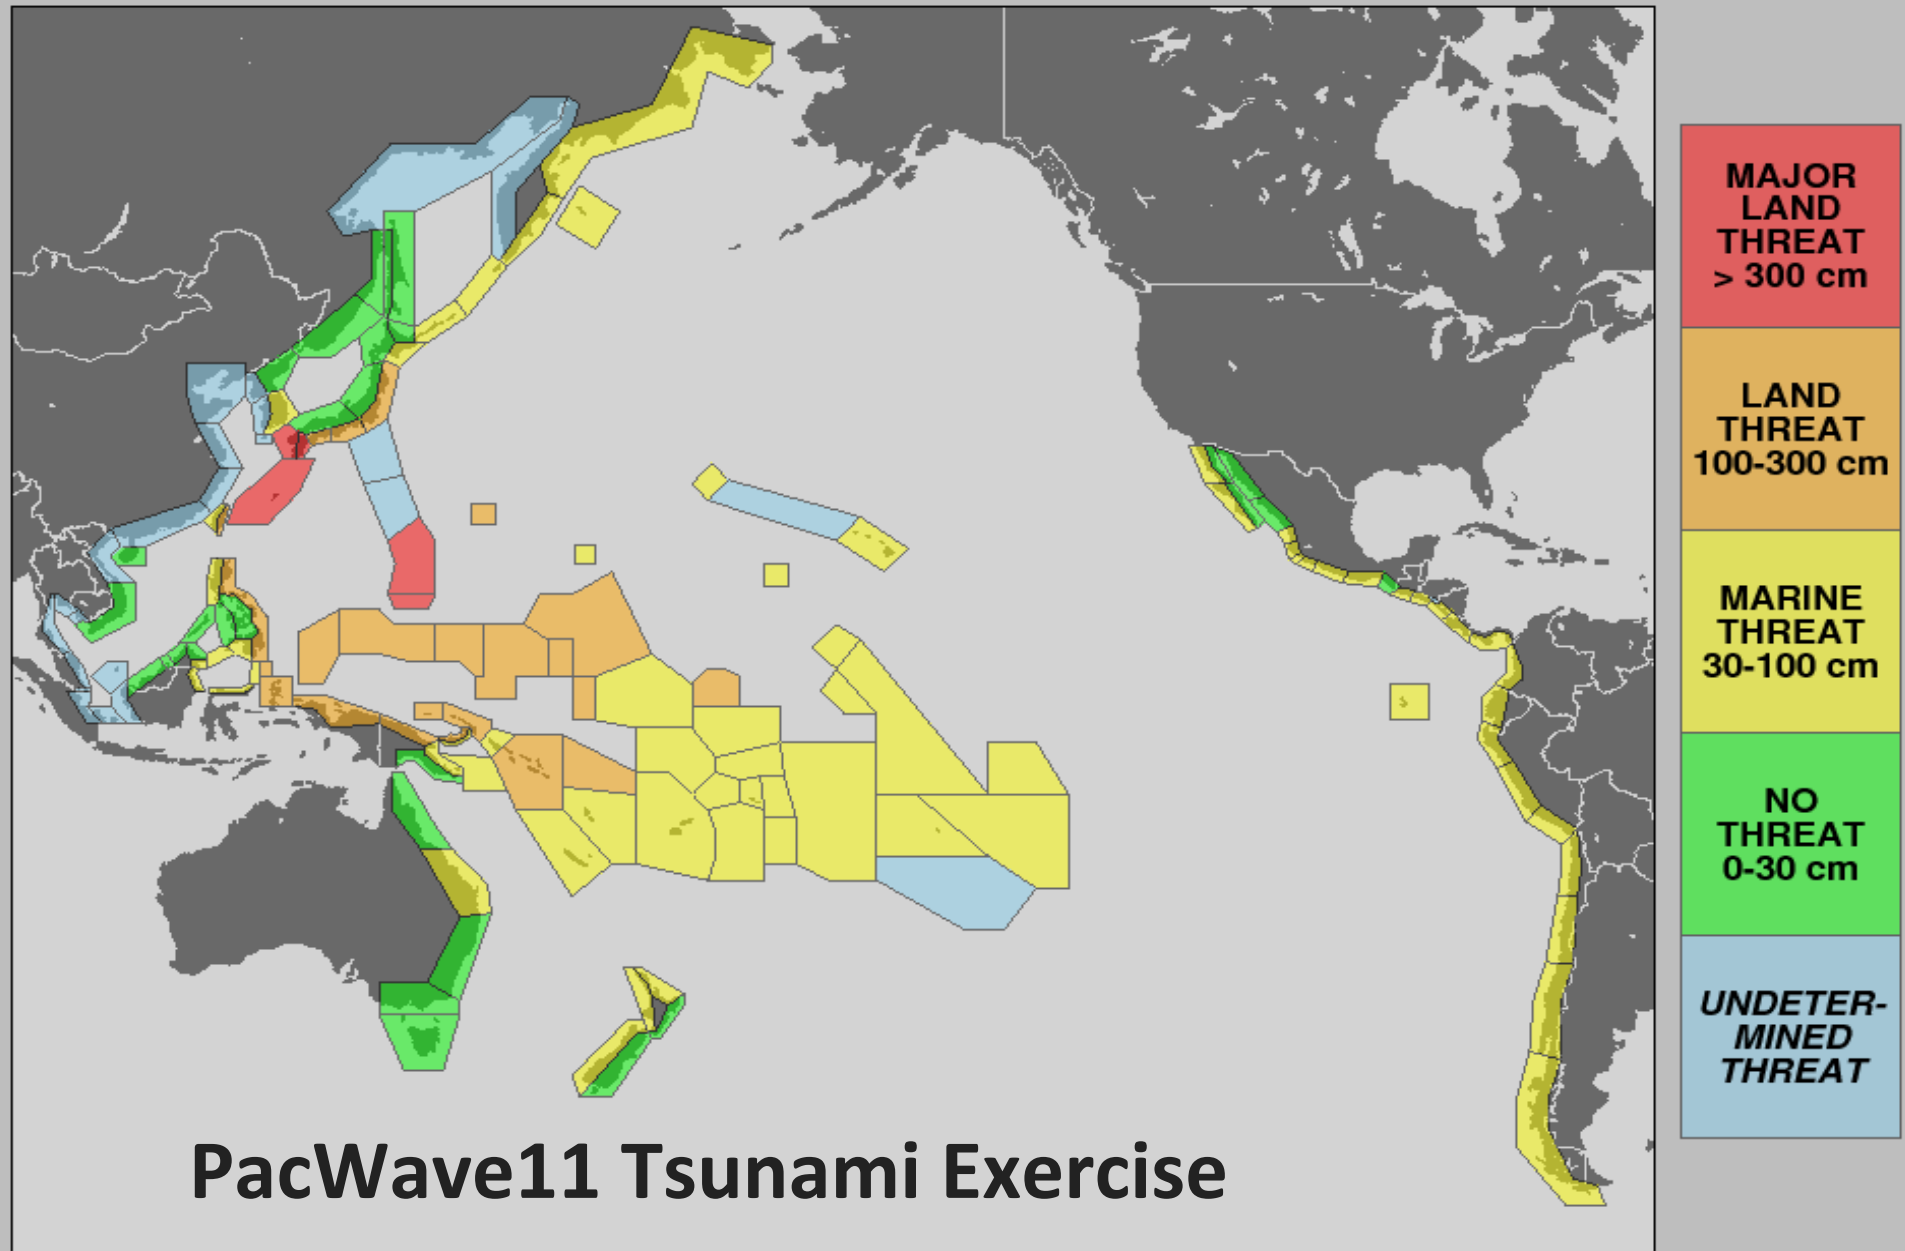 MAJOR
LAND
THREAT
> 300 cm
LAND
THREAT
100-300 cm
MARINE
THREAT
30-100 cm
NO
THREAT
0-30 cm
UNDETER-
MINED
THREAT
PacWave11 Tsunami Exercise